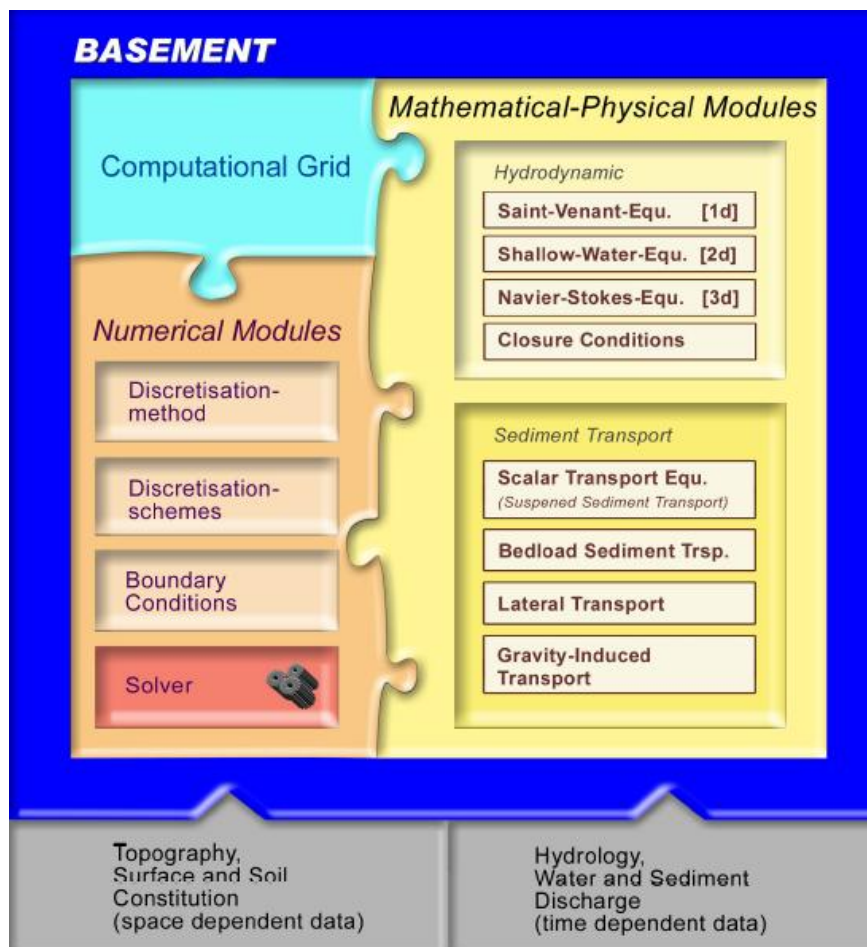 BASEMENT
Computational Grid
Numerical Modules
Discretisation-
method
Discretisation-
schemes
Boundary
Conditions
Solver
Mathematical-Physical Modules
Hydrodynamic
Saint-Venant-Equ. [1d]
Shallow-Water-Equ. [2d]
Navier-Stokes-Equ. [3d]
Closure Conditions
Sediment Transport
Scalar Transport Equ.
(Suspened Sediment Transport)
Bedload Sediment Trsp.
Lateral Transport
Gravity-Induced
Transport
Topography,
Surface and Soil
Constitution
(space dependent data)
Hydrology,
Water and Sediment
Discharge
(time dependent data)